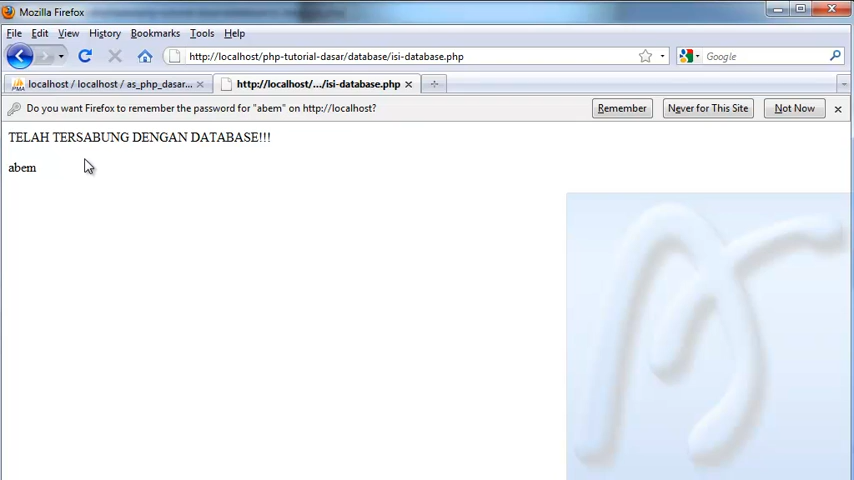 Mozilla Firefox
File Edit View History Bookmarks Tools Help
http://localhost/php-tutorial-dasar/database/isi-database.php
Google
PMA localhost / localhost / as_php_dasar...
http://localhost/.../isi-database.php
Do you want Firefox to remember the password for "abem" on http://localhost?
Remember
Never for This Site
Not Now
TELAH TERSABUNG DENGAN DATABASE!!!
abem